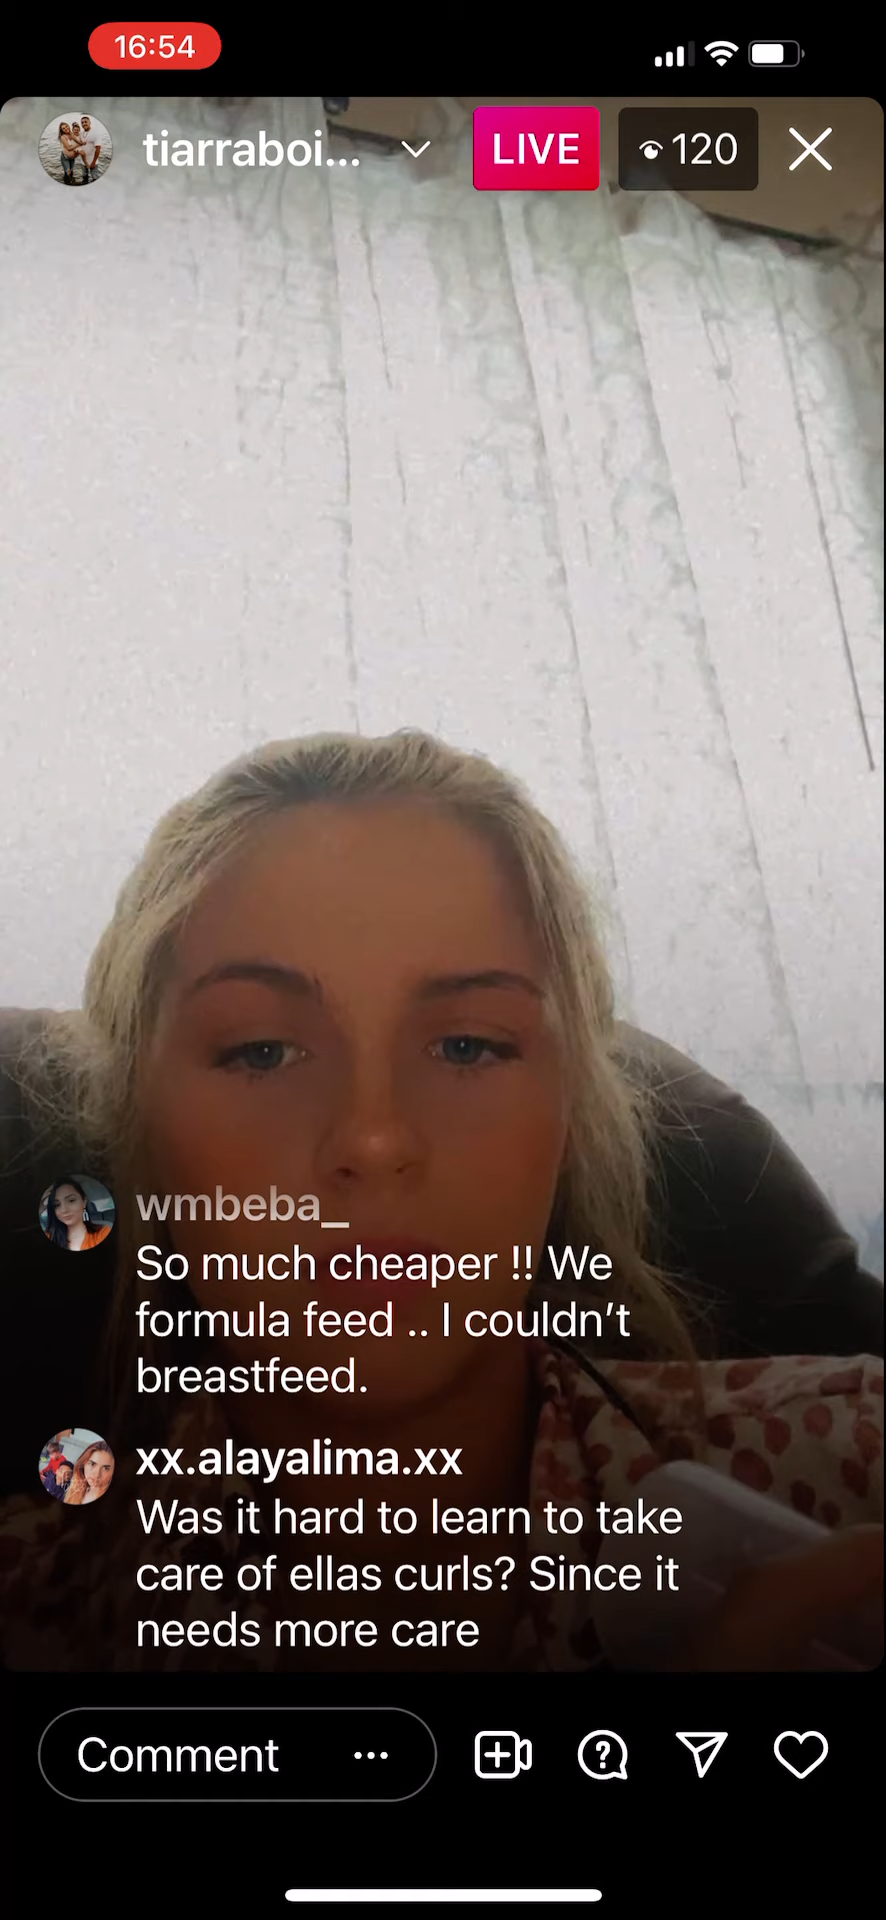 16:54
tiarraboi...
LIVE
120
wmbeba_
So much cheaper !! We
formula feed .. I couldn’t
breastfeed.
xx.alayalima.xx
Was it hard to learn to take
care of ellas curls? Since it
needs more care
Comment